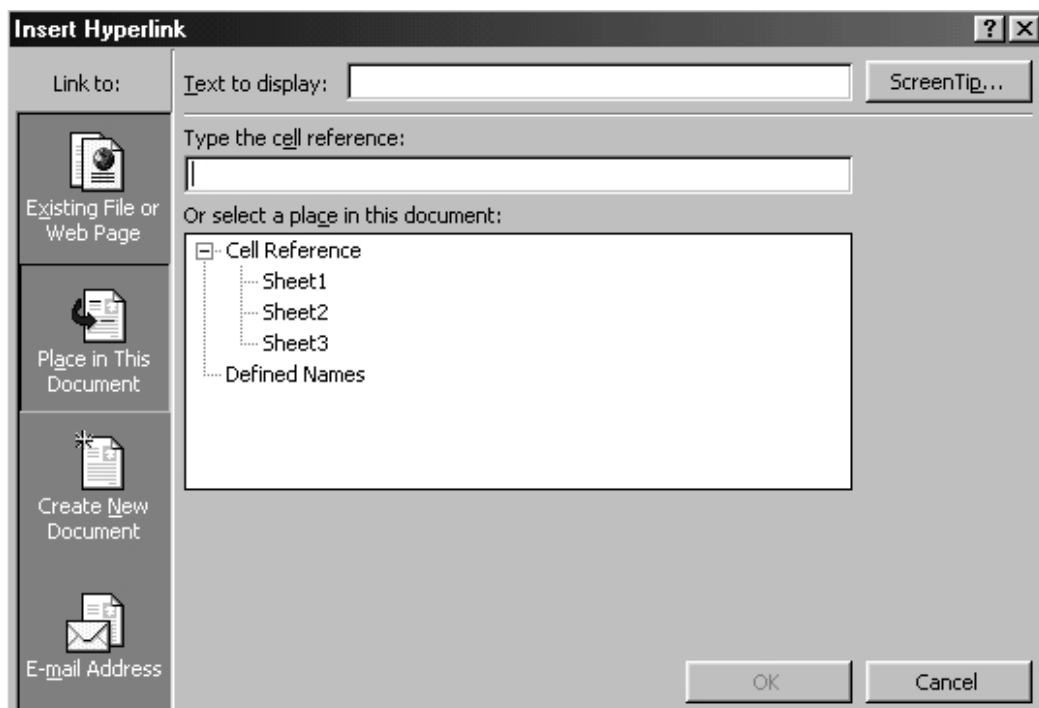 Insert Hyperlink
Link to:
Text to display:
ScreenTip...
Existing File or
Web Page
Place in This
Document
Create New
Document
E-mail Address
Type the cell reference:
Or select a place in this document:
Cell Reference
Sheet1
Sheet2
Sheet3
Defined Names
OK
Cancel